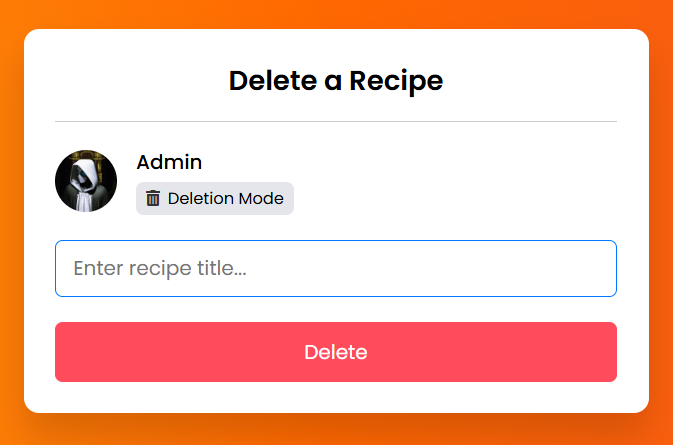 Delete a Recipe
Admin
Deletion Mode
Enter recipe title...
Delete